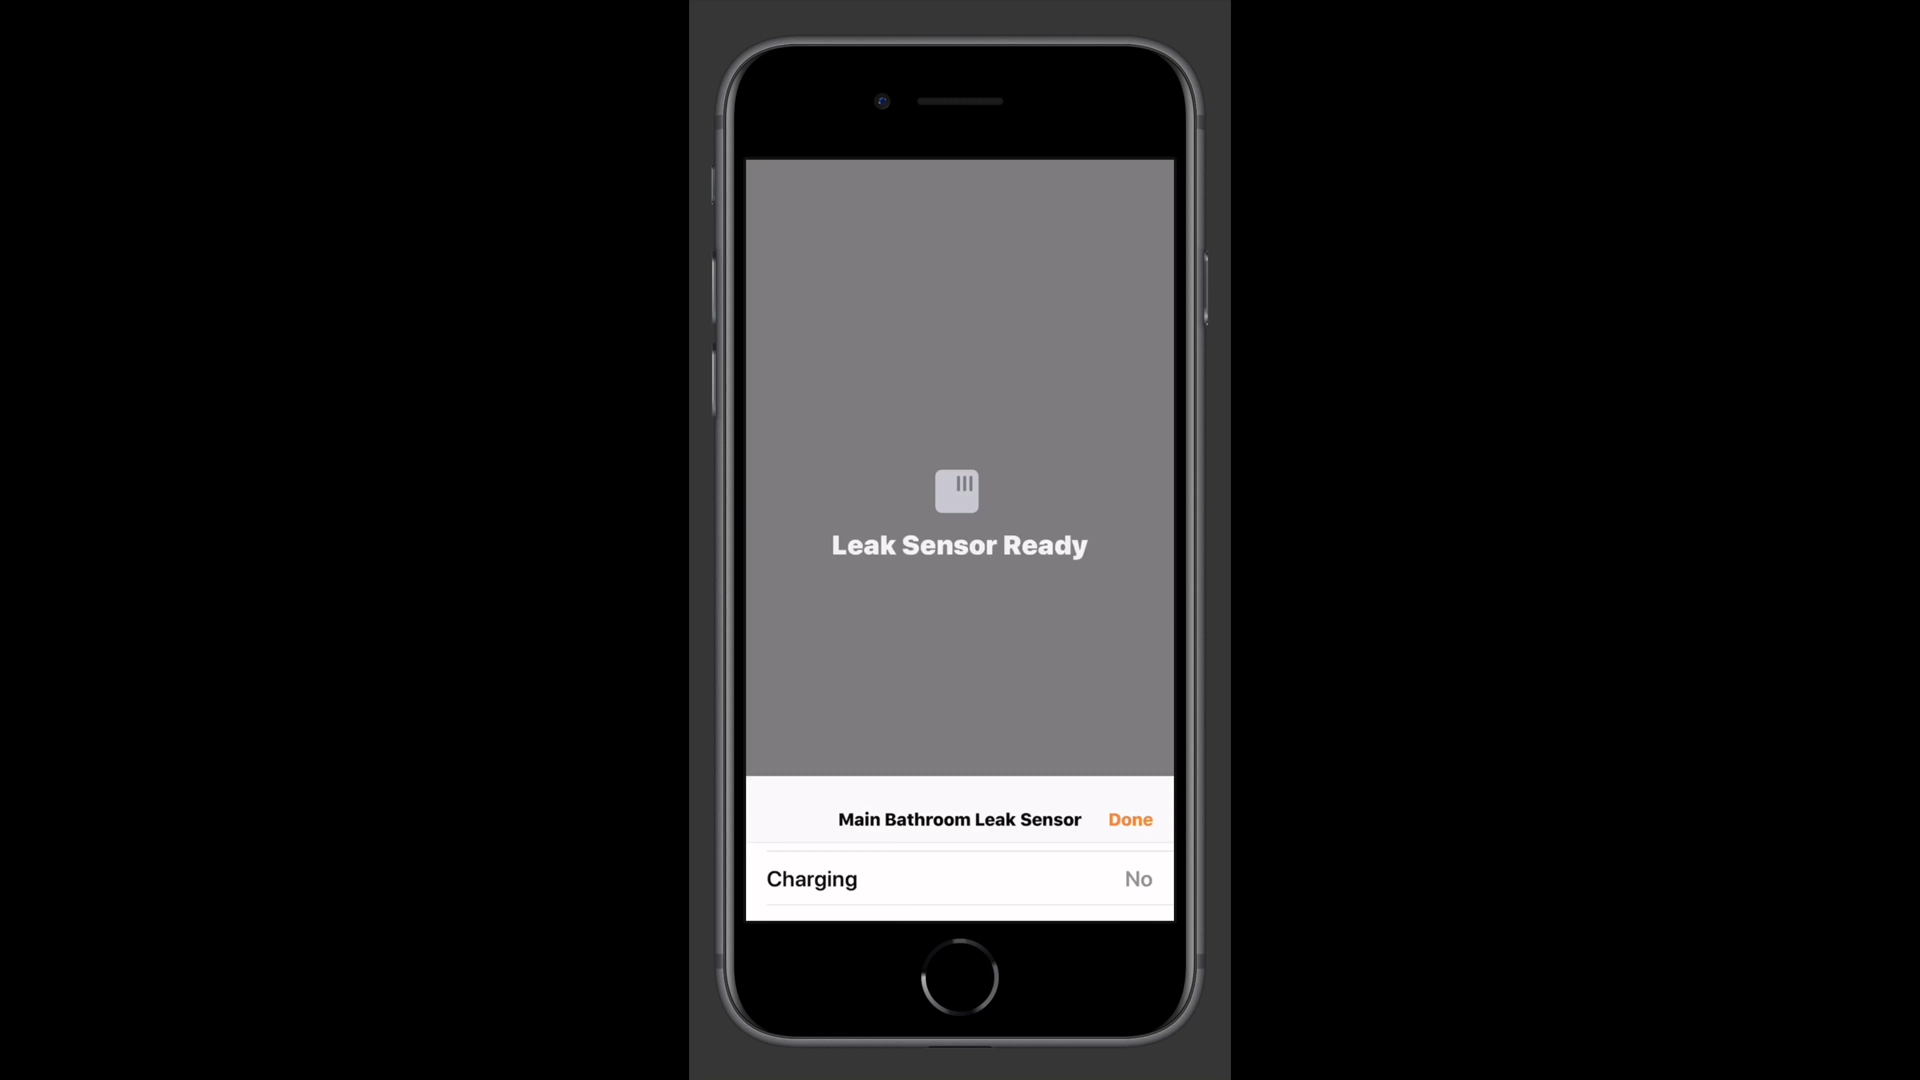 Leak Sensor Ready
Main Bathroom Leak Sensor
Done
Charging
No